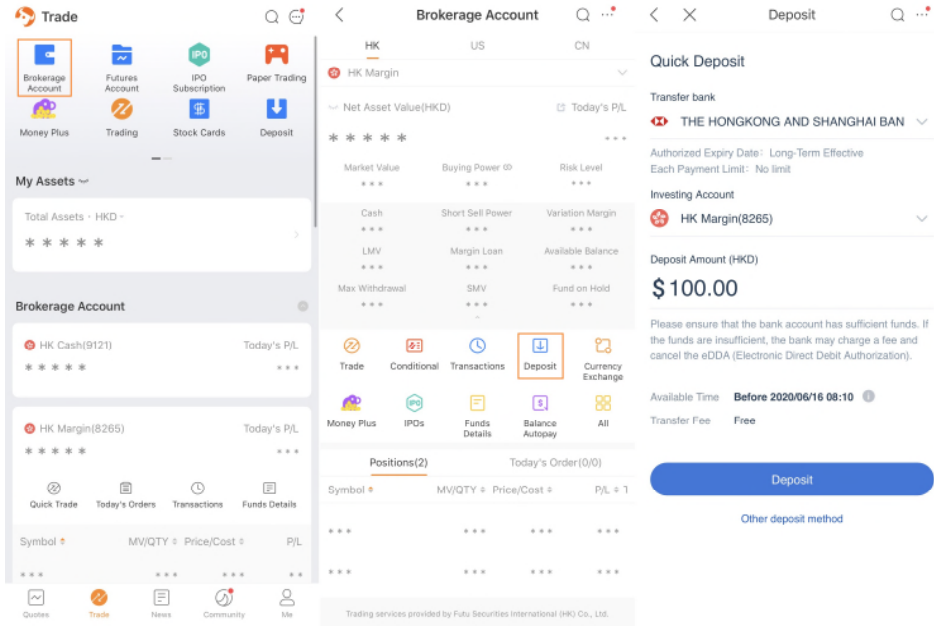 Trade
Brokerage
Account
Futures
Account
IPO
IPO
Subscription
Paper Trading
Money Plus
Trading
Stock Cards
Deposit
My Assets
Total Assets · HKD
* * * * *
Brokerage Account
HK Cash(9121)
Today's P/L
* * * * *
* * *
HK Margin(8265)
Today's P/L
* * * * *
* * *
Quick Trade
Today's Orders
Transactions
Funds Details
Symbol
MV/QTY
Price/Cost
P/L
* * *
* * *
* * *
* *
Quotes
Trade
News
Community
Me
Brokerage Account
HK
US
CN
HK Margin
Net Asset Value(HKD)
Today's P/L
* * * * *
* * *
Market Value
Buying Power
Risk Level
* * *
* * *
* * *
Cash
Short Sell Power
Variation Margin
* * *
* * *
* * *
LMV
Margin Loan
Available Balance
* * *
* * *
* * *
Max Withdrawal
SMV
Fund on Hold
* * *
* * *
* * *
Trade
Conditional
Transactions
Deposit
Currency
Exchange
Money Plus
IPO
IPOs
Funds
Details
$
Balance
Autopay
All
Positions(2)
Today's Order(0/0)
Symbol
MV/QTY
Price/Cost
P/L
* * *
* * *
* * *
* * *
* * *
* * *
* * *
* * *
Trading services provided by Futu Securities International (HK) Co., Ltd.
Deposit
Quick Deposit
Transfer bank
THE HONGKONG AND SHANGHAI BAN
Authorized Expiry Date: Long-Term Effective
Each Payment Limit: No limit
Investing Account
HK Margin(8265)
Deposit Amount (HKD)
$100.00
Please ensure that the bank account has sufficient funds. If
the funds are insufficient, the bank may charge a fee and
cancel the eDDA (Electronic Direct Debit Authorization).
Available Time Before 2020/06/16 08:10
Transfer Fee Free
Deposit
Other deposit method